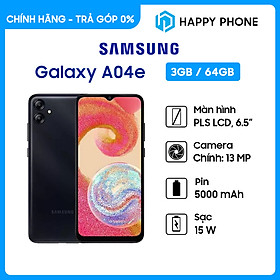 CHÍNH HÃNG - TRẢ GÓP 0%
HAPPY PHONE
SAMSUNG
Galaxy A04e
3GB / 64GB
Màn hình
PLS LCD, 6.5"
Camera
Chính: 13 MP
Pin
5000 mAh
Sạc
15 W